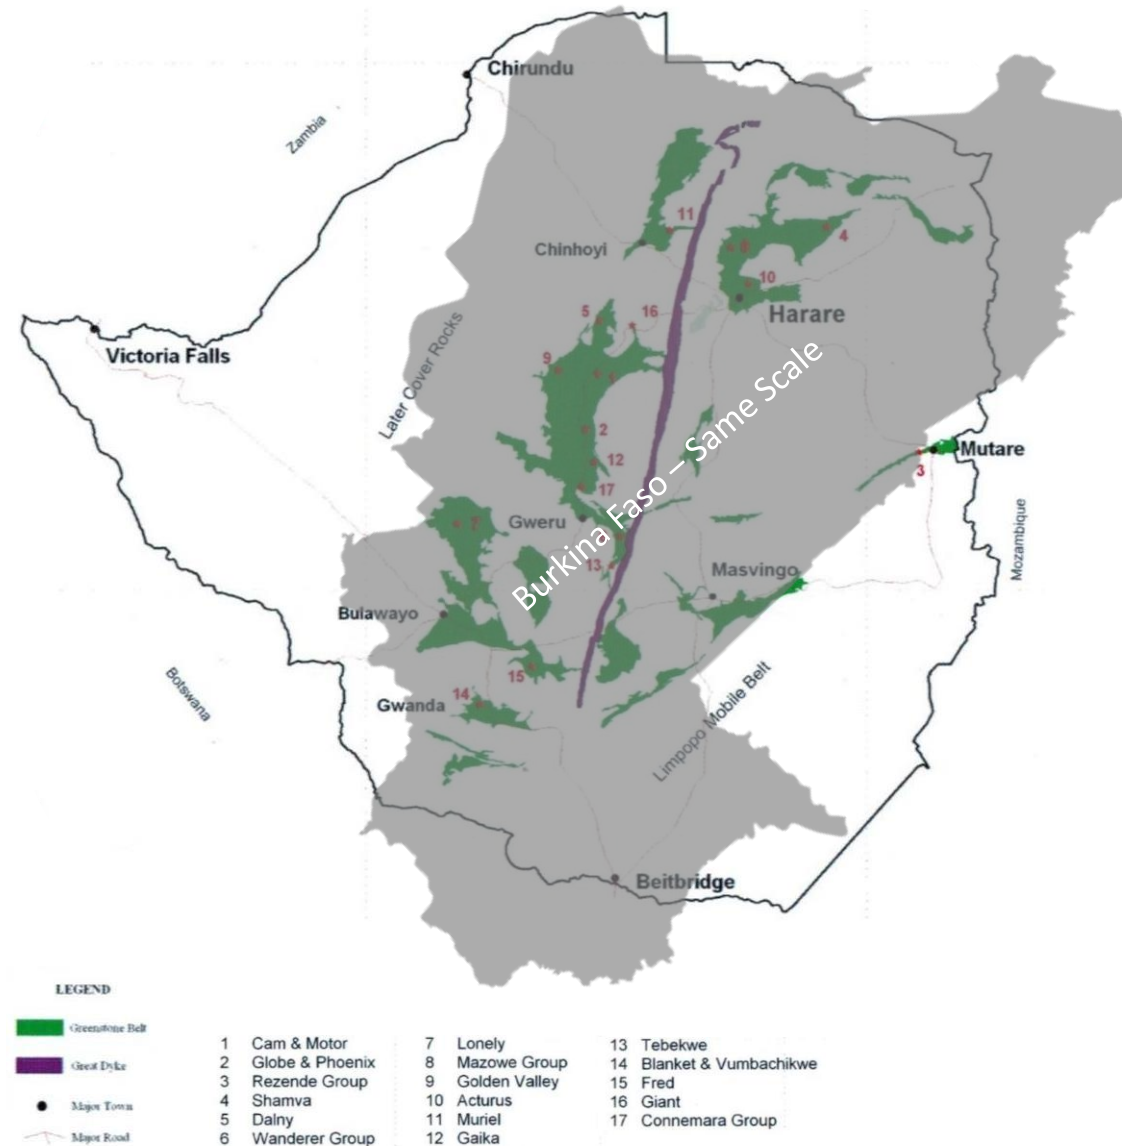 Chirundu
Zambia
11
Chinhoyi
4
10
Harare
5
16
Later Cover Rocks
Victoria Falls
9
1
Burkina Faso – Same Scale
2
Mutare
3
12
17
Gweru
Mozambique
13
Masvingo
Bulawayo
15
Botswana
14
Gwanda
Limpopo Mobile Belt
Beitbridge
LEGEND
Greenstone Belt
Great Dyke
Major Town
Major Road
1 Cam & Motor
2 Globe & Phoenix
3 Rezende Group
4 Shamva
5 Dalny
6 Wanderer Group
7 Lonely
8 Mazowe Group
9 Golden Valley
10 Acturus
11 Muriel
12 Gaika
13 Tebekwe
14 Blanket & Vumbachikwe
15 Fred
16 Giant
17 Connemara Group